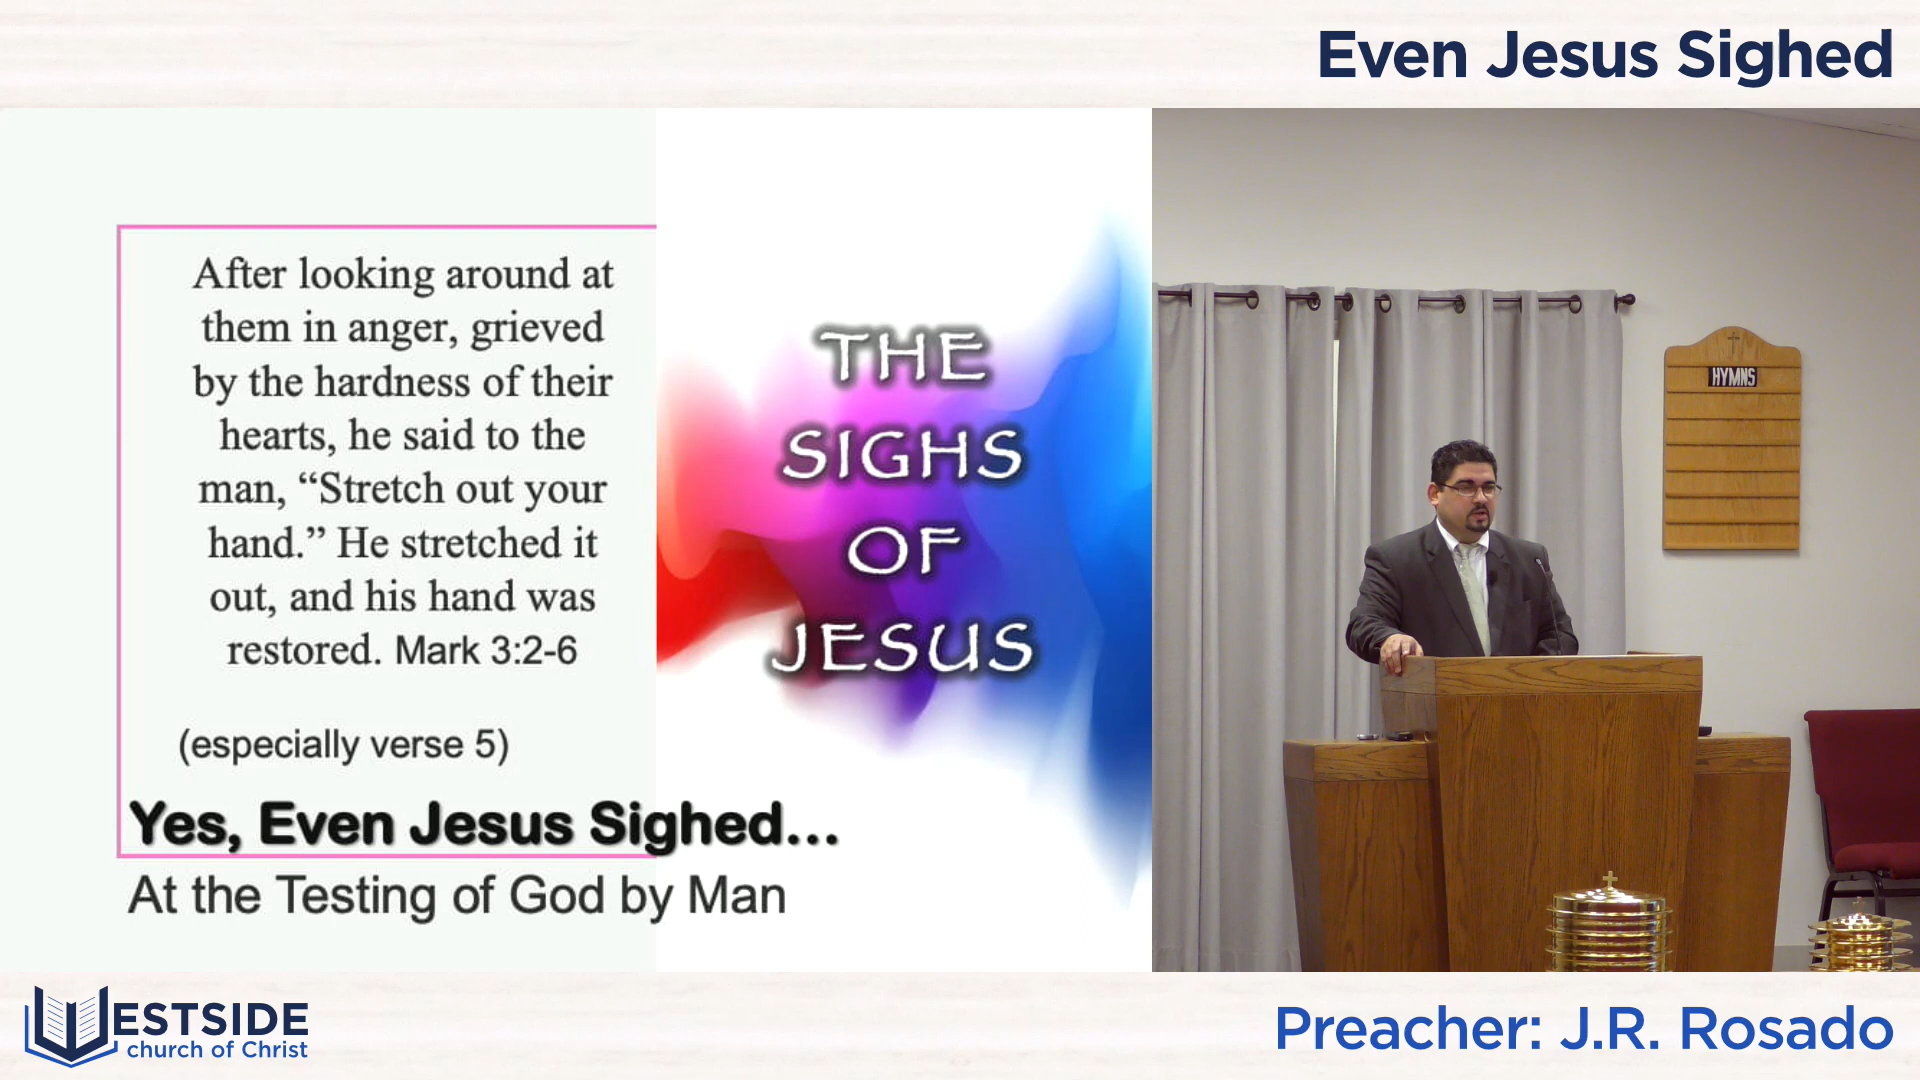 Even Jesus Sighed
After looking around at
them in anger, grieved
by the hardness of their
hearts, he said to the
man, “Stretch out your
hand.” He stretched it
out, and his hand was
restored. Mark 3:2-6
(especially verse 5)
Yes, Even Jesus Sighed...
At the Testing of God by Man
THE
SIGHS
OF
JESUS
HYMNS
WESTSIDE
church of Christ
Preacher: J.R. Rosado